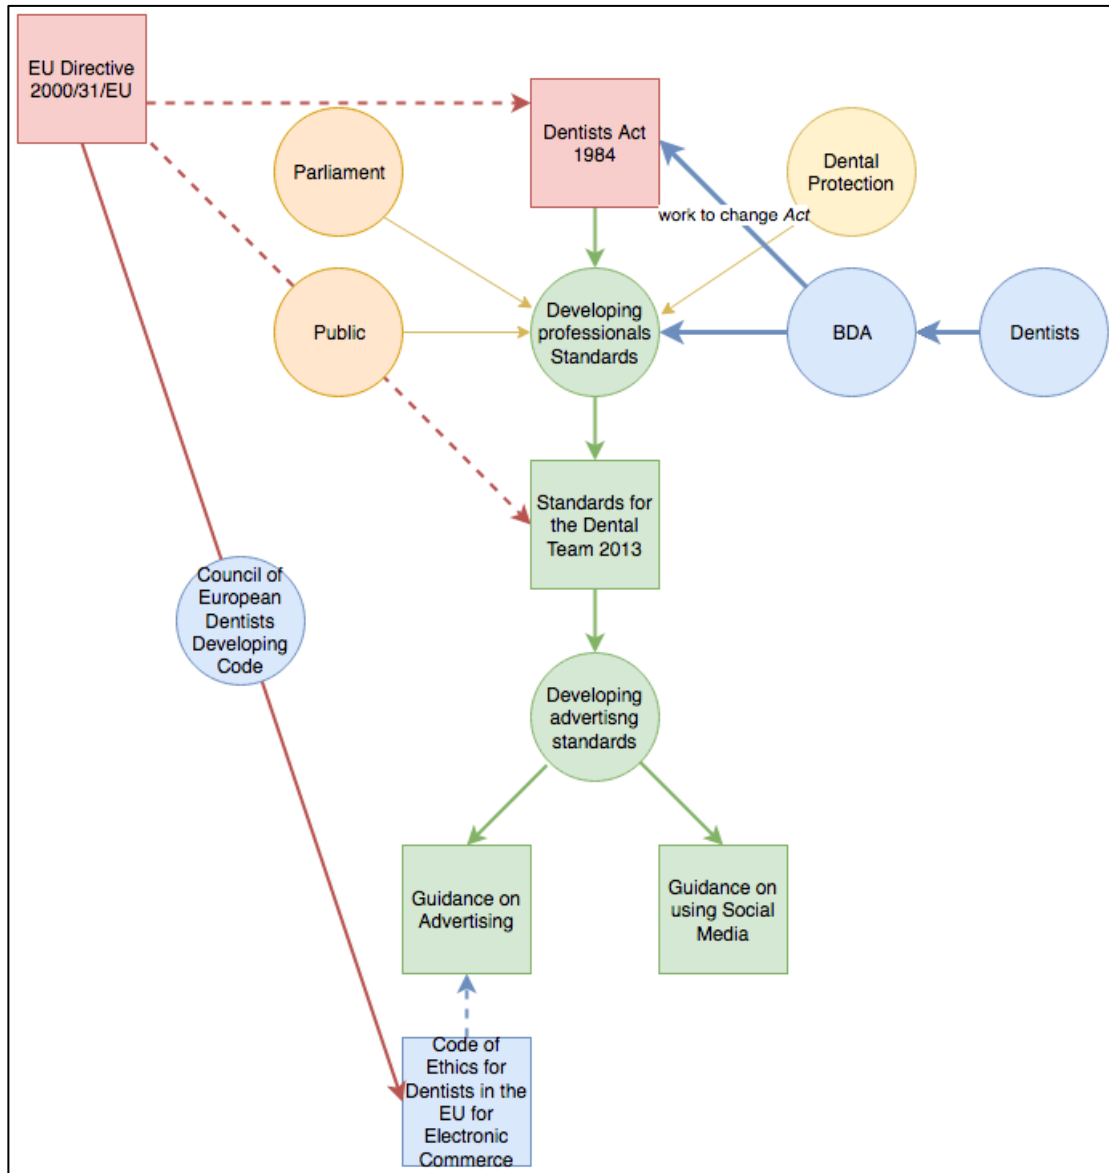 EU Directive
2000/31/EU
Dentists Act
1984
Parliament
Dental
Protection
work to change Act
Public
Developing
professionals
Standards
BDA
Dentists
Standards for
the Dental
Team 2013
Council of
European
Dentists
Developing
Code
Developing
advertisng
standards
Guidance on
Advertising
Guidance on
using Social
Media
Code of
Ethics for
Dentists in the
EU for
Electronic
Commerce